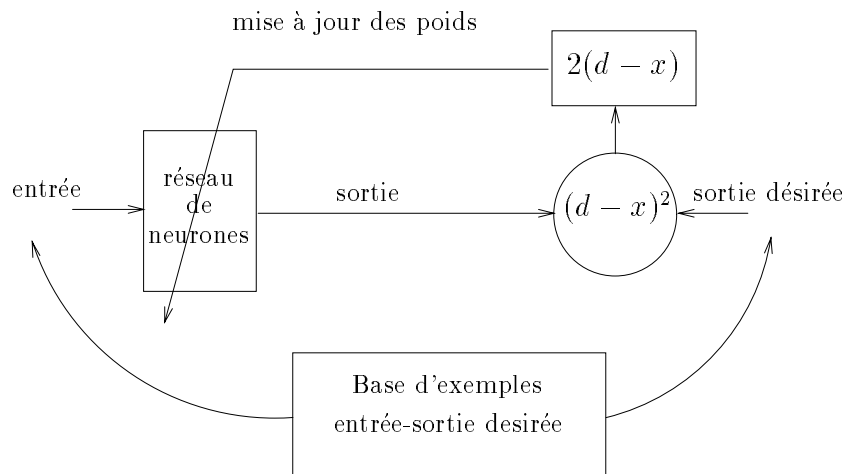 mise à jour des poids
2(d − x)
entrée
réseau
de
neurones
sortie
(d − x)²
sortie désirée
Base d'exemples
entrée-sortie desirée